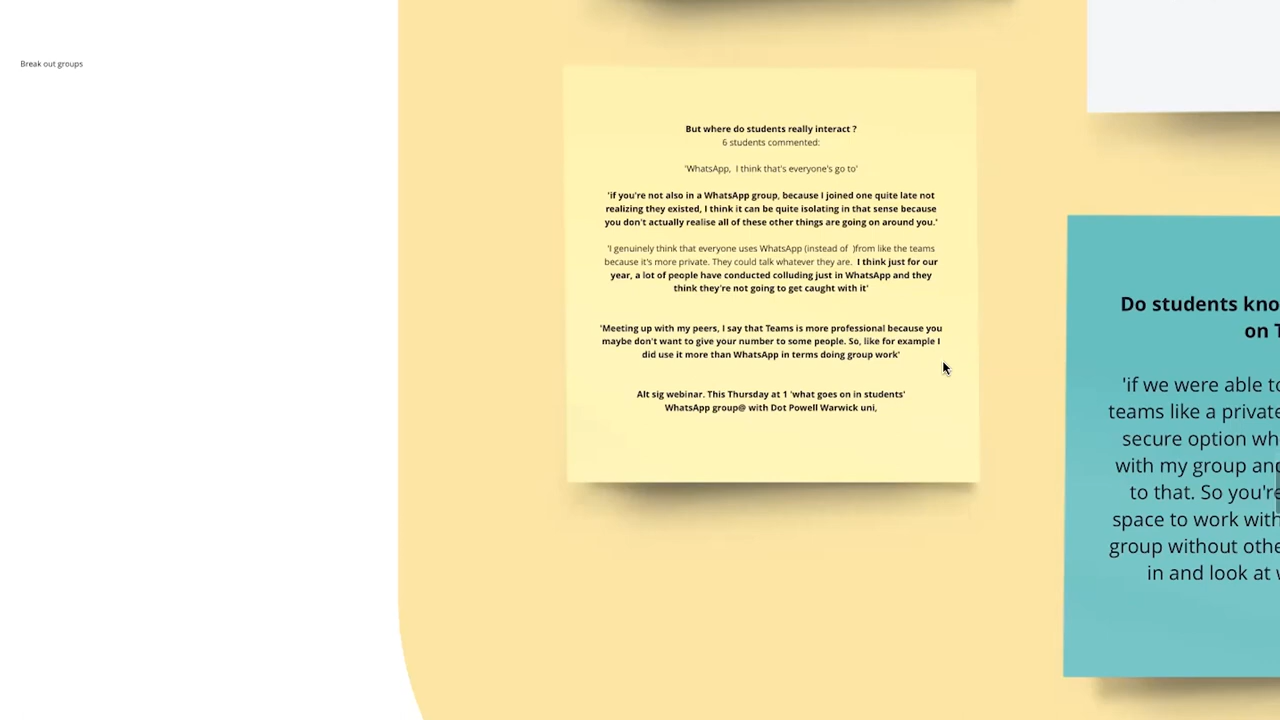 Break out groups
But where do students really interact ?
6 students commented:
'WhatsApp,  I think that's everyone's go to'
'if you're not also in a WhatsApp group, because I joined one quite late not
realizing they existed, I think it can be quite isolating in that sense because
you don't actually realise all of these other things are going on around you.'
'I genuinely think that everyone uses WhatsApp (instead of  )from like the teams
because it's more private. They could talk whatever they are.  I think just for our
year, a lot of people have conducted colluding just in WhatsApp and they
think they're not going to get caught with it'
'Meeting up with my peers, I say that Teams is more professional because you
maybe don't want to give your number to some people. So, like for example I
did use it more than WhatsApp in terms doing group work'
Alt sig webinar. This Thursday at 1 'what goes on in students'
WhatsApp group@ with Dot Powell Warwick uni,
Do students kno
on T
'if we were able to
teams like a private
secure option wh
with my group and
to that. So you're
space to work with
group without othe
in and look at w